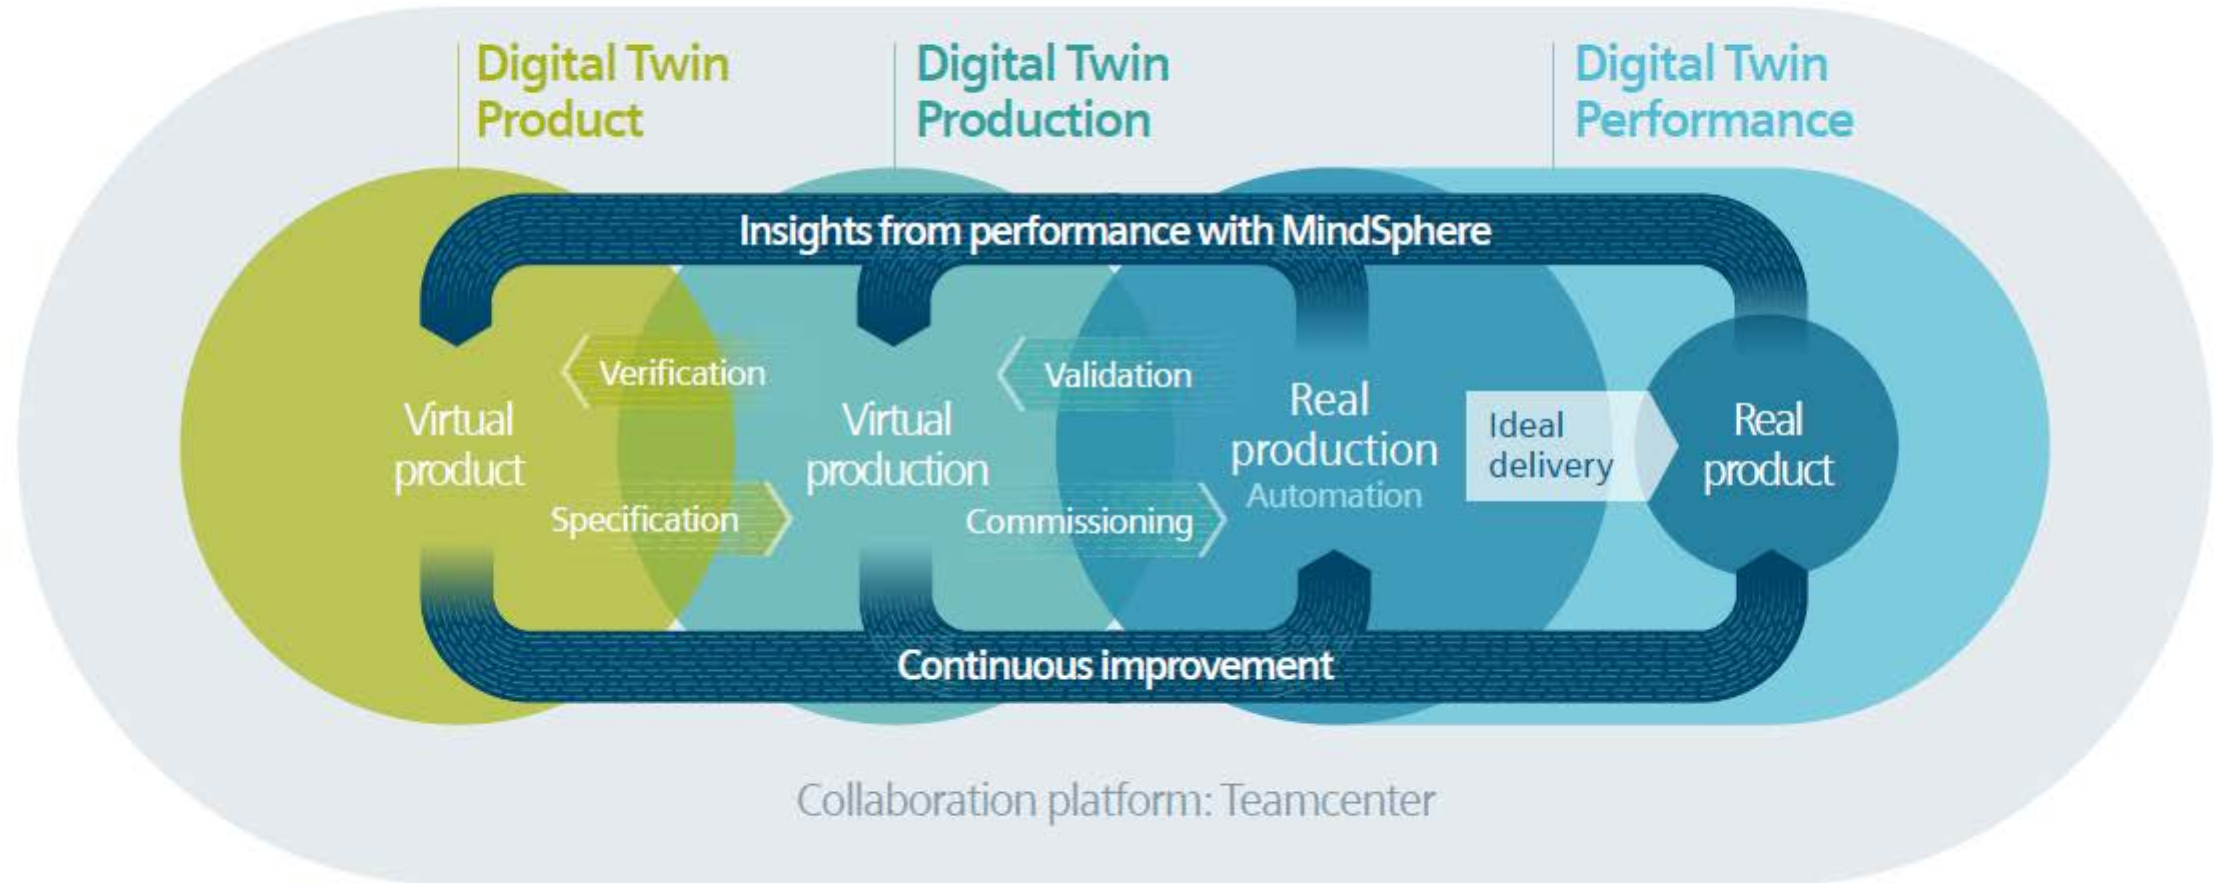 Digital Twin
Product
Digital Twin
Production
Digital Twin
Performance
Insights from performance with MindSphere
Verification
Validation
Virtual
product
Virtual
production
Real
production
Automation
Ideal
delivery
Real
product
Specification
Commissioning
Continuous improvement
Collaboration platform: Teamcenter